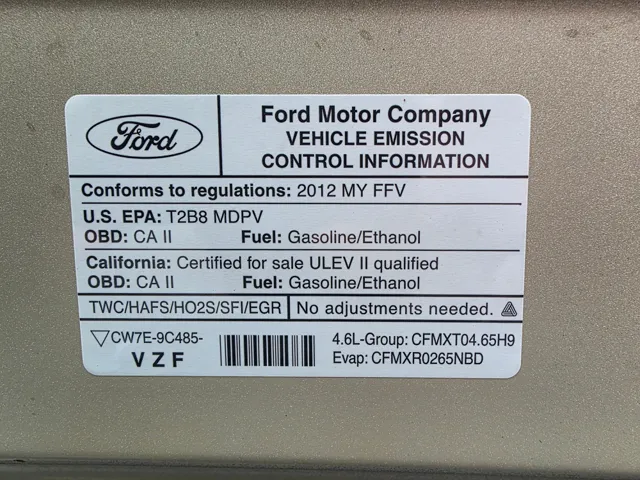 Ford
Ford Motor Company
VEHICLE EMISSION
CONTROL INFORMATION
Conforms to regulations: 2012 MY FFV
U.S. EPA: T2B8 MDPV
OBD: CA II Fuel: Gasoline/Ethanol
California: Certified for sale ULEV II qualified
OBD: CA II Fuel: Gasoline/Ethanol
TWC/HAFS/HO2S/SFI/EGR No adjustments needed.
CW7E-9C485-
VZF
4.6L-Group: CFMXT04.65H9
Evap: CFMXR0265NBD